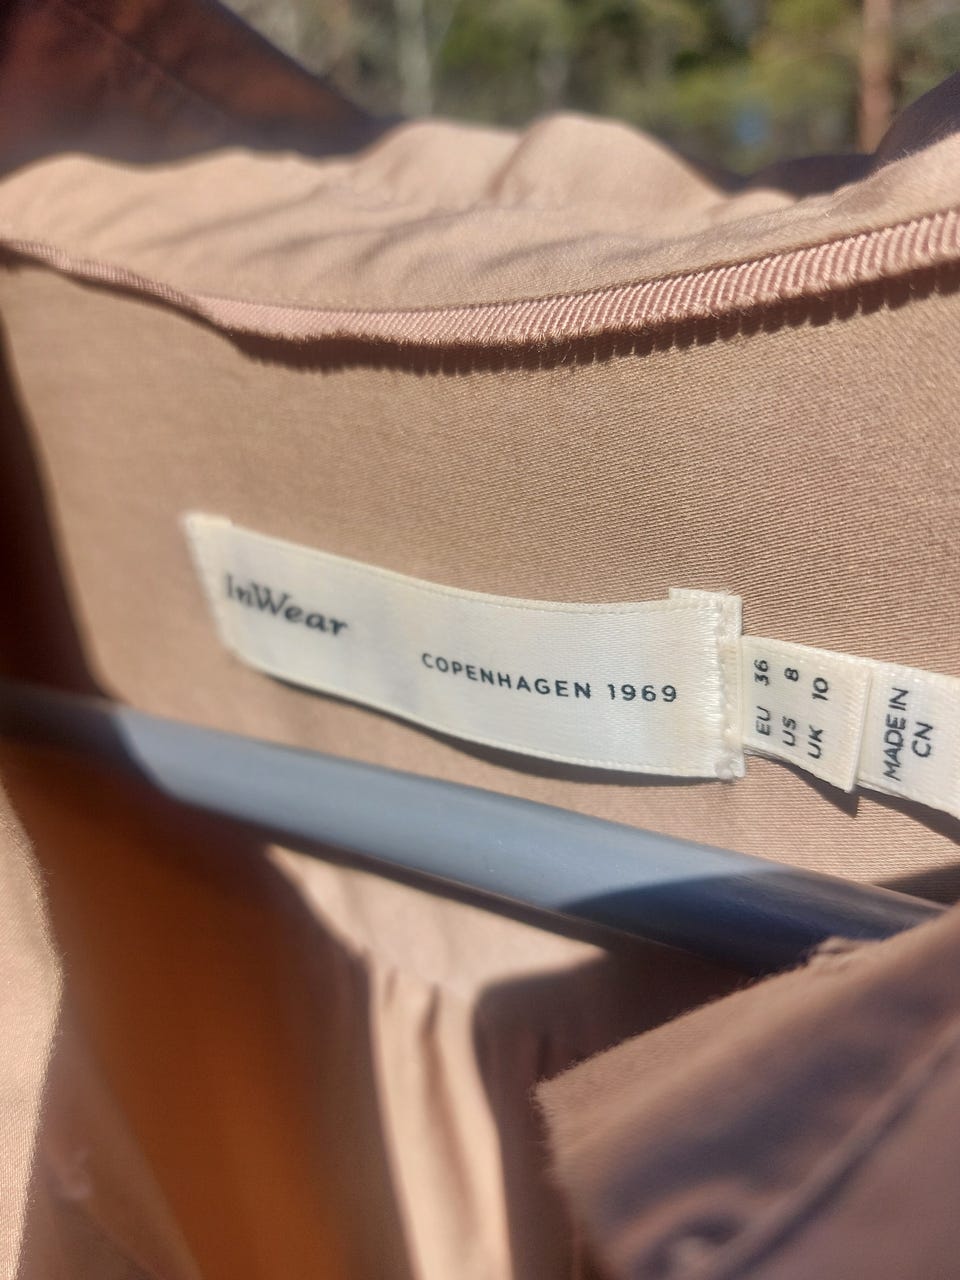 InWear
COPENHAGEN 1969
EU 36
US 8
UK 10
MADE IN
CN